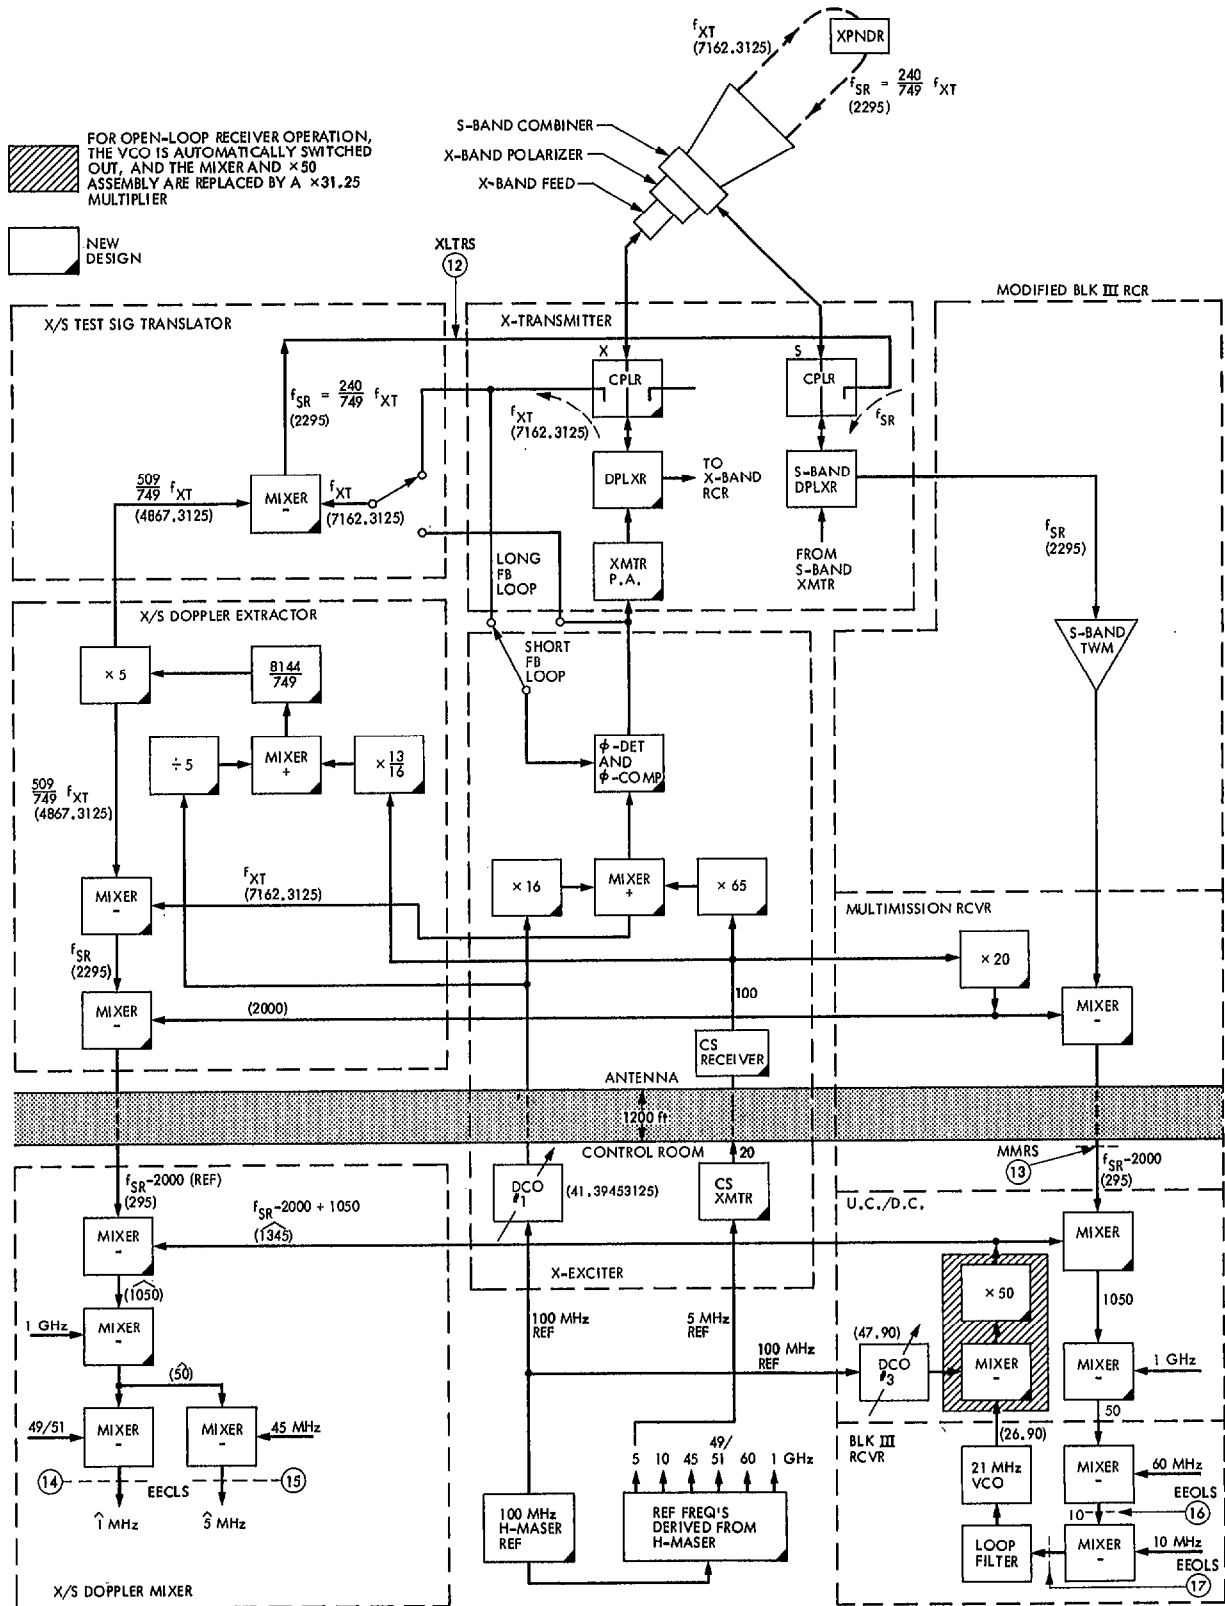 f_XT
(7162.3125)
XPNDR
f_SR = 240/749 f_XT
(2295)
FOR OPEN-LOOP RECEIVER OPERATION,
THE VCO IS AUTOMATICALLY SWITCHED
OUT, AND THE MIXER AND ×50
ASSEMBLY ARE REPLACED BY A ×31.25
MULTIPLIER
NEW
DESIGN
S-BAND COMBINER
X-BAND POLARIZER
X-BAND FEED
XLTRS
12
X/S TEST SIG TRANSLATOR
X-TRANSMITTER
MODIFIED BLK III RCR
X
CPLR
S
CPLR
f_SR = 240/749 f_XT
(2295)
f_XT
(7162.3125)
f_SR
509/749 f_XT
(4867.3125)
MIXER
-
f_XT
(7162.3125)
DPLXR
TO
X-BAND
RCR
S-BAND
DPLXR
f_SR
(2295)
LONG
FB
LOOP
XMTR
P.A.
FROM
S-BAND
XMTR
X/S DOPPLER EXTRACTOR
SHORT
FB
LOOP
S-BAND
TWM
× 5
8144/749
÷ 5
MIXER
+
× 13/16
ϕ-DET
AND
ϕ-COMP
509/749 f_XT
(4867.3125)
MIXER
-
f_XT
(7162.3125)
× 16
MIXER
+
× 65
MULTIMISSION RCVR
f_SR
(2295)
× 20
MIXER
-
(2000)
100
MIXER
-
CS
RECEIVER
ANTENNA
1200 ft
CONTROL ROOM
20
MMRS
13
f_SR-2000 (REF)
(295)
DCO
#1
(41.39453125)
CS
XMTR
f_SR-2000
(295)
U.C./D.C.
f_SR-2000 + 1050
(1345)
MIXER
-
MIXER
X-EXCITER
(1050)
× 50
1050
1 GHz
MIXER
-
100 MHz
REF
5 MHz
REF
100 MHz
REF
(47.90)
DCO
#3
MIXER
-
MIXER
-
1 GHz
(50)
50
49/51
MIXER
-
MIXER
-
45 MHz
(26.90)
BLK III
RCVR
14
EECLS
15
1 MHz
5 MHz
5 10 45 49/51 60 1 GHz
21 MHz
VCO
MIXER
-
60 MHz
EEOLS
16
10
100 MHz
H-MASER
REF
REF FREQ'S
DERIVED FROM
H-MASER
LOOP
FILTER
MIXER
-
10 MHz
EEOLS
17
X/S DOPPLER MIXER